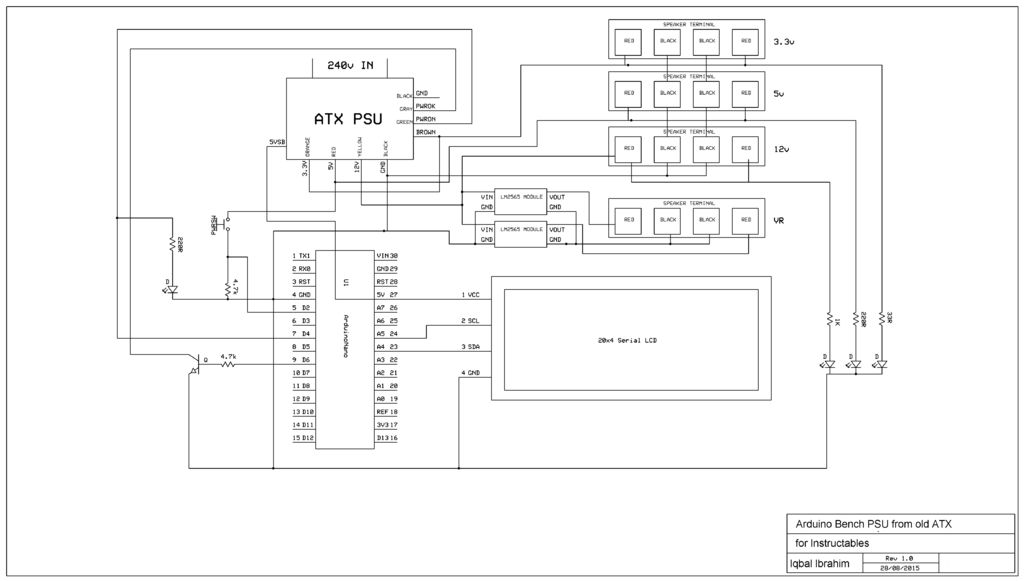 240v IN
ATX PSU
BLACK GND
GRAY PWROK
GREEN PWRON
BROWN
5VSB
3.3V ORANGE
5V RED
12V YELLOW
GND BLACK
SPEAKER TERMINAL
RED BLACK BLACK RED
3.3v
SPEAKER TERMINAL
RED BLACK BLACK RED
5v
SPEAKER TERMINAL
RED BLACK BLACK RED
12v
SPEAKER TERMINAL
RED BLACK BLACK RED
VR
VIN LM2565 MODULE VOUT
GND GND
VIN LM2565 MODULE VOUT
GND GND
PWRSW
220R
D
4.7k
Q
4.7k
U1
ArduinoNano
1 TX1 VIN 30
2 RX0 GND 29
3 RST RST 28
4 GND 5V 27
5 D2 A7 26
6 D3 A6 25
7 D4 A5 24
8 D5 A4 23
9 D6 A3 22
10 D7 A2 21
11 D8 A1 20
12 D9 A0 19
13 D10 REF 18
14 D11 3V3 17
15 D12 D13 16
1 VCC
2 SCL
3 SDA
4 GND
20x4 Serial LCD
1K
220R
33R
D D D
Arduino Bench PSU from old ATX
for Instructables
Iqbal Ibrahim
Rev 1.0
28/08/2015